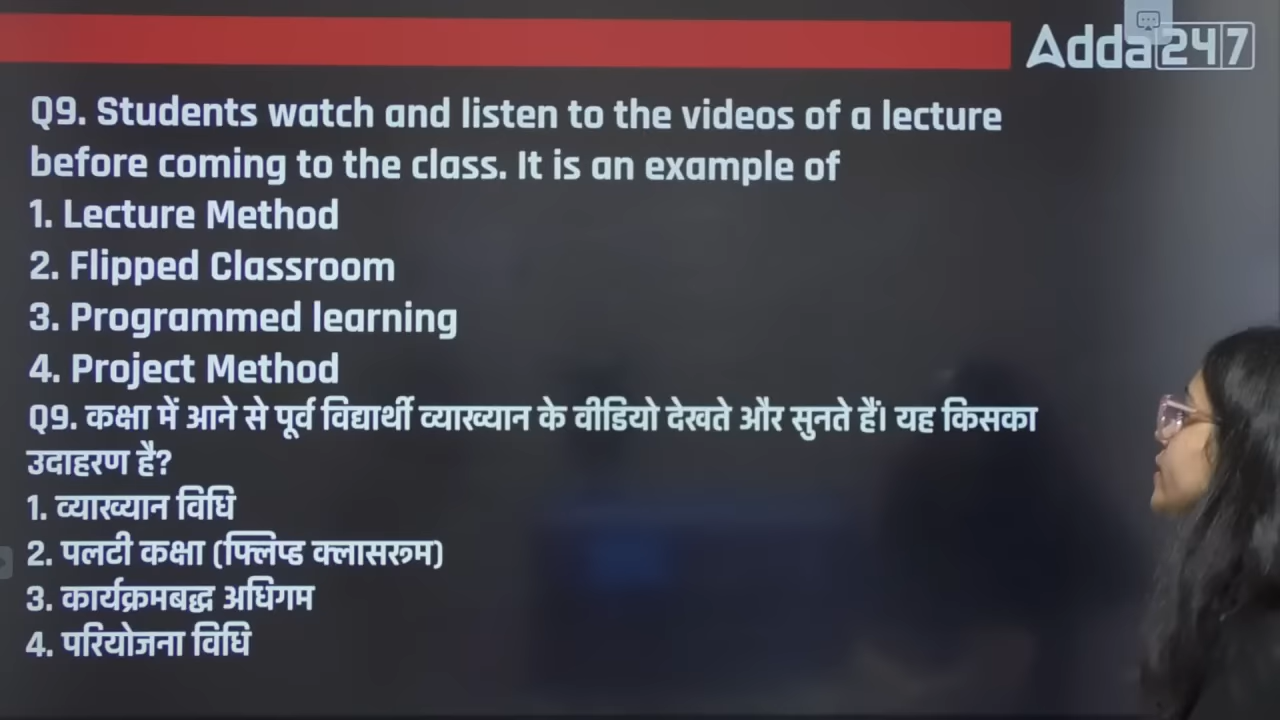 Adda247
Q9. Students watch and listen to the videos of a lecture
before coming to the class. It is an example of
1. Lecture Method
2. Flipped Classroom
3. Programmed learning
4. Project Method
Q9. कक्षा में आने से पूर्व विद्यार्थी व्याख्यान के वीडियो देखते और सुनते हैं। यह किसका
उदाहरण है?
1. व्याख्यान विधि
2. पलटी कक्षा (फ्लिप्ड क्लासरूम)
3. कार्यक्रमबद्ध अधिगम
4. परियोजना विधि